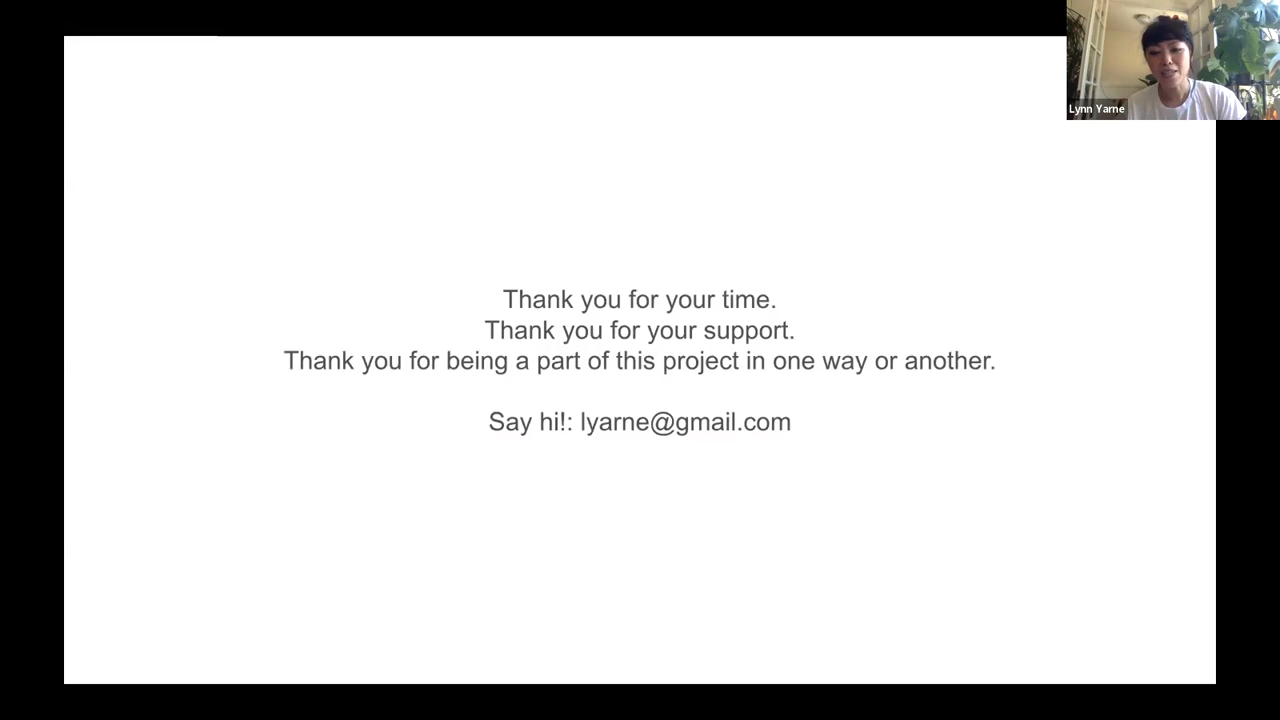 Lynn Yarne
Thank you for your time.
Thank you for your support.
Thank you for being a part of this project in one way or another.
Say hi!: lyarne@gmail.com